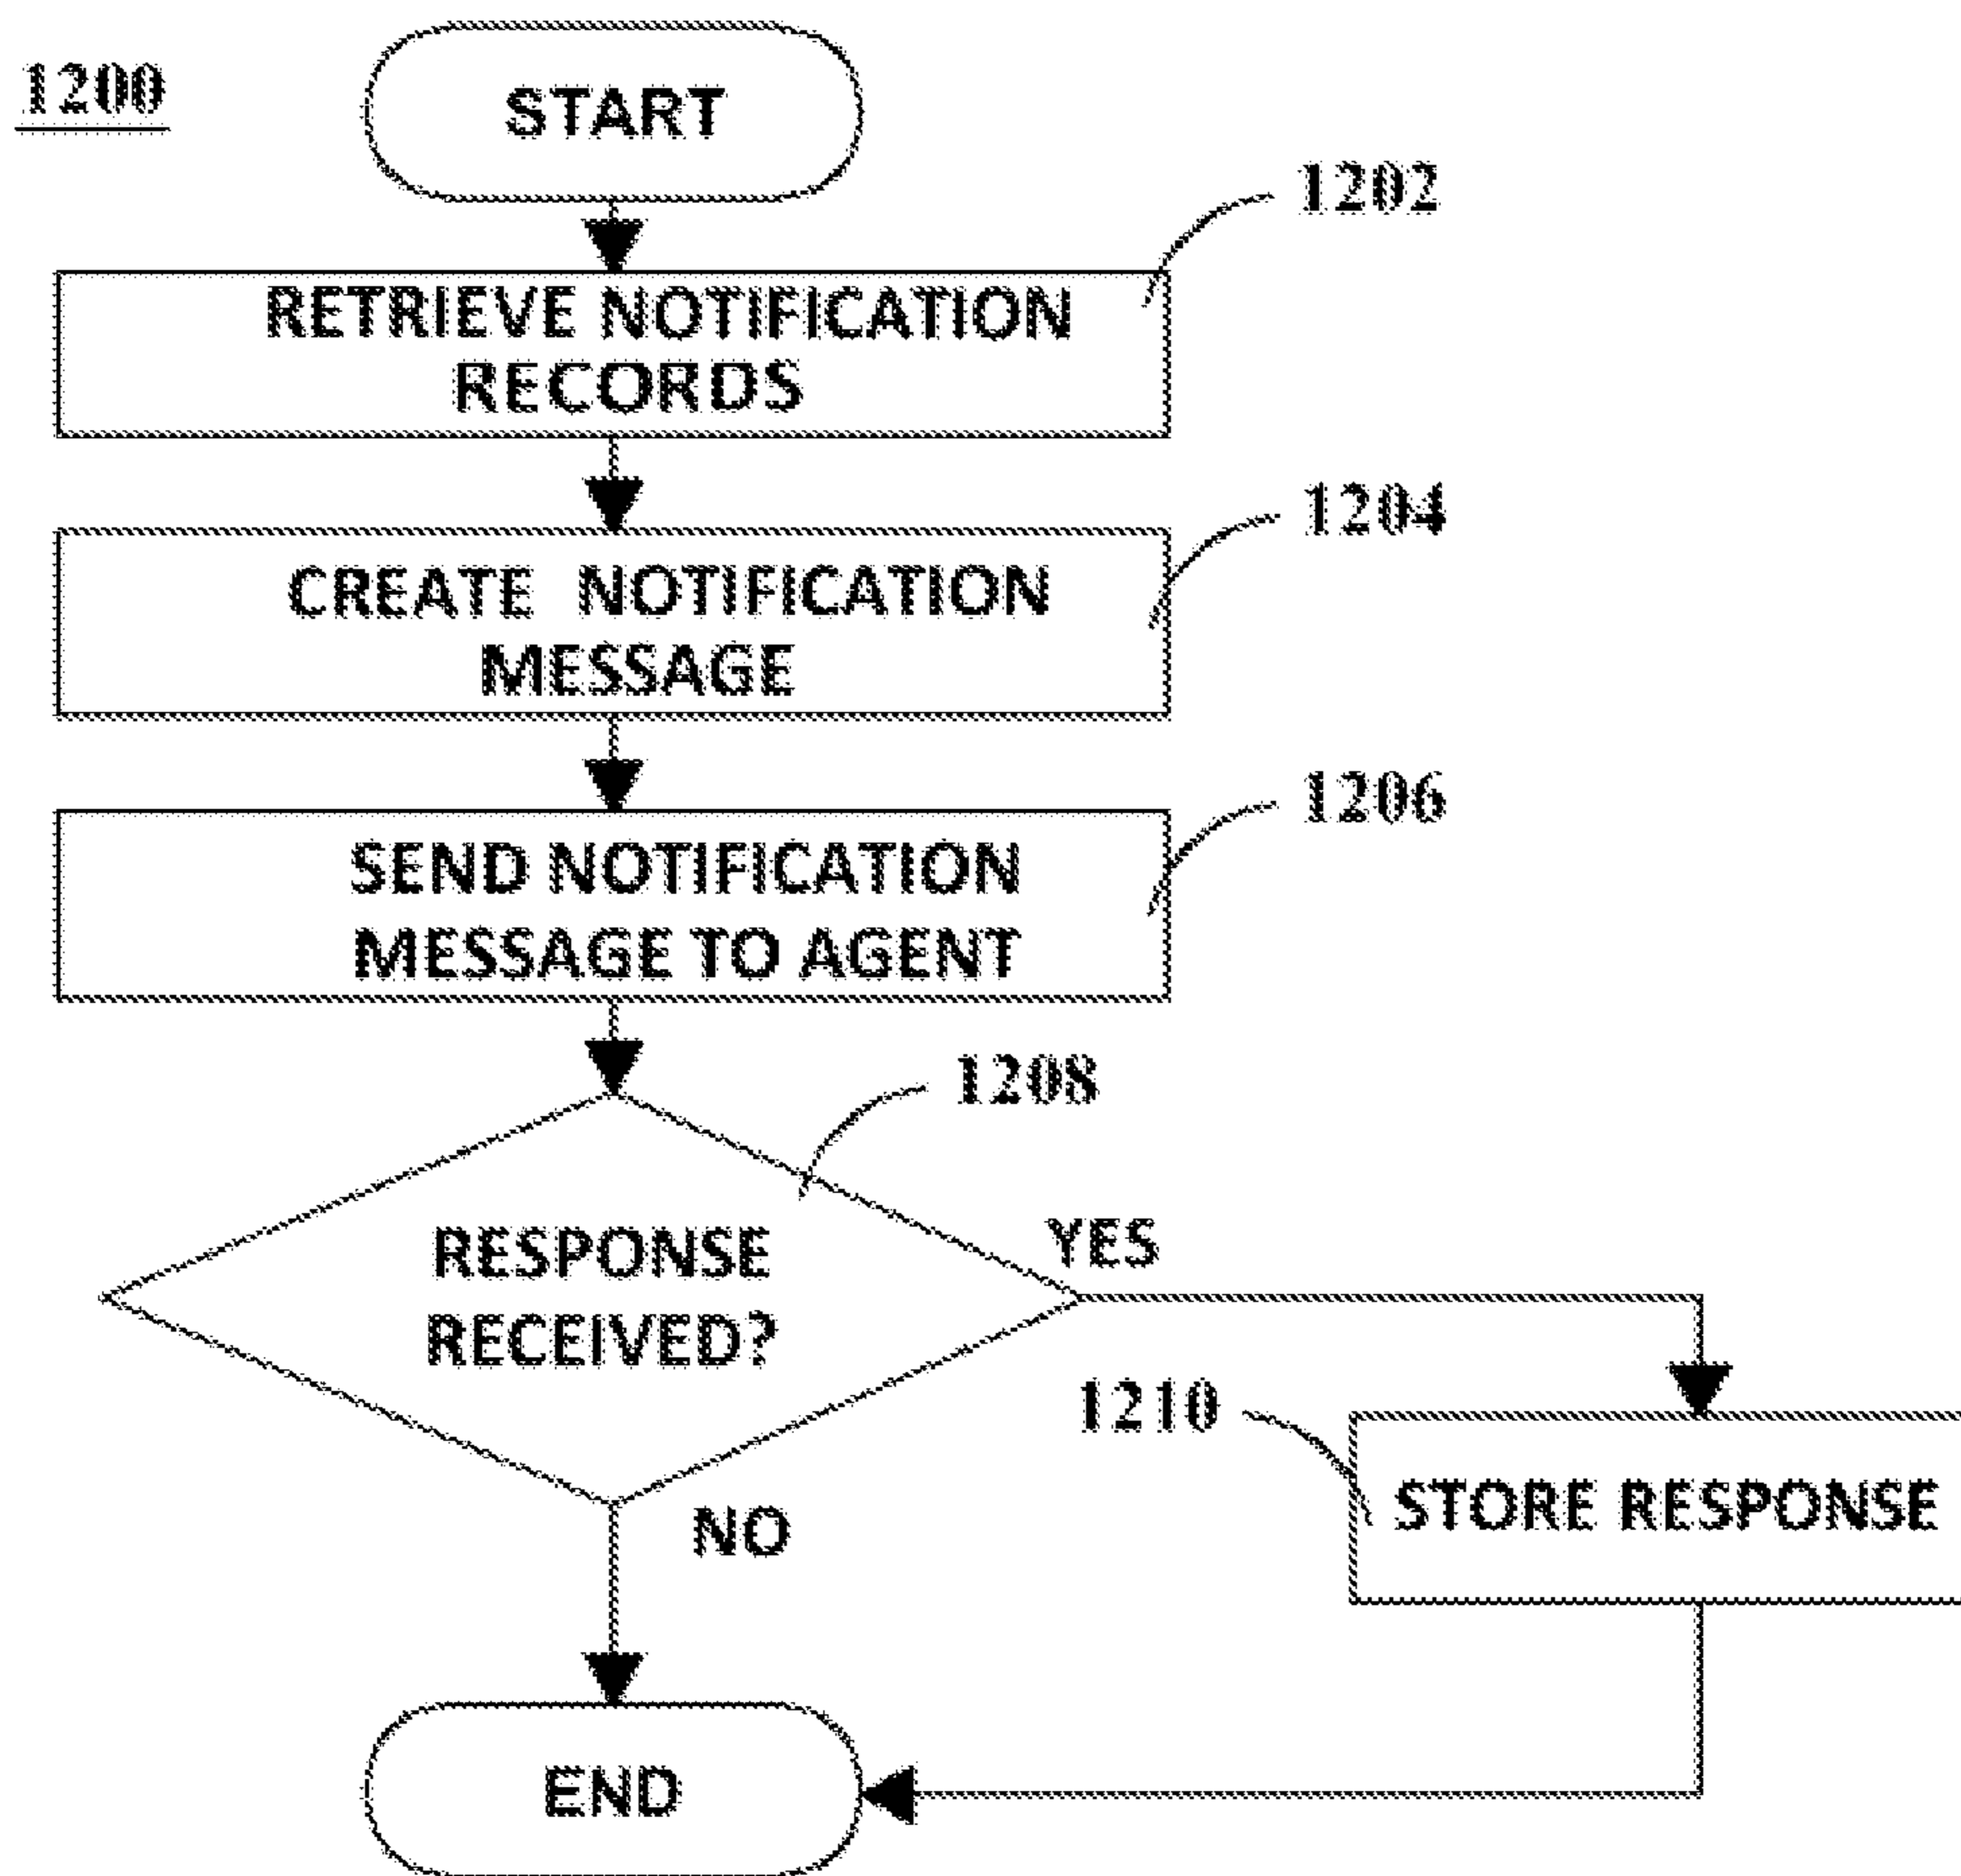 1200
START
1202
RETRIEVE NOTIFICATION
RECORDS
1204
CREATE NOTIFICATION
MESSAGE
1206
SEND NOTIFICATION
MESSAGE TO AGENT
1208
RESPONSE
RECEIVED?
YES
1210
STORE RESPONSE
NO
END